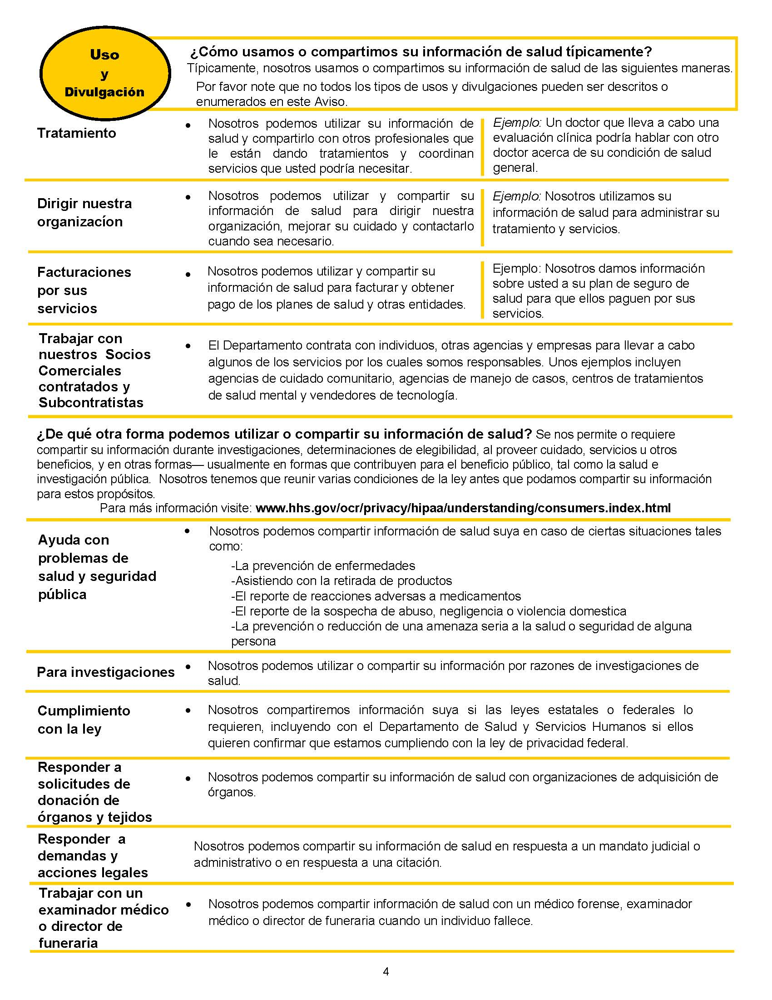 Uso
y
Divulgación
¿Cómo usamos o compartimos su información de salud típicamente?
Típicamente, nosotros usamos o compartimos su información de salud de las siguientes maneras.
Por favor note que no todos los tipos de usos y divulgaciones pueden ser descritos o
enumerados en este Aviso.
Tratamiento
• Nosotros podemos utilizar su información de
salud y compartirlo con otros profesionales que
le están dando tratamientos y coordinan
servicios que usted podría necesitar.
Ejemplo: Un doctor que lleva a cabo una
evaluación clínica podría hablar con otro
doctor acerca de su condición de salud
general.
Dirigir nuestra
organizacíon
• Nosotros podemos utilizar y compartir su
información de salud para dirigir nuestra
organización, mejorar su cuidado y contactarlo
cuando sea necesario.
Ejemplo: Nosotros utilizamos su
información de salud para administrar su
tratamiento y servicios.
Facturaciones
por sus
servicios
• Nosotros podemos utilizar y compartir su
información de salud para facturar y obtener
pago de los planes de salud y otras entidades.
Ejemplo: Nosotros damos información
sobre usted a su plan de seguro de
salud para que ellos paguen por sus
servicios.
Trabajar con
nuestros Socios
Comerciales
contratados y
Subcontratistas
• El Departamento contrata con individuos, otras agencias y empresas para llevar a cabo
algunos de los servicios por los cuales somos responsables. Unos ejemplos incluyen
agencias de cuidado comunitario, agencias de manejo de casos, centros de tratamientos
de salud mental y vendedores de tecnología.
¿De qué otra forma podemos utilizar o compartir su información de salud? Se nos permite o requiere
compartir su información durante investigaciones, determinaciones de elegibilidad, al proveer cuidado, servicios u otros
beneficios, y en otras formas— usualmente en formas que contribuyen para el beneficio público, tal como la salud e
investigación pública. Nosotros tenemos que reunir varias condiciones de la ley antes que podamos compartir su información
para estos propósitos.
Para más información visite: www.hhs.gov/ocr/privacy/hipaa/understanding/consumers.index.html
Ayuda con
problemas de
salud y seguridad
pública
• Nosotros podemos compartir información de salud suya en caso de ciertas situaciones tales
como:
-La prevención de enfermedades
-Asistiendo con la retirada de productos
-El reporte de reacciones adversas a medicamentos
-El reporte de la sospecha de abuso, negligencia o violencia domestica
-La prevención o reducción de una amenaza seria a la salud o seguridad de alguna
persona
Para investigaciones
• Nosotros podemos utilizar o compartir su información por razones de investigaciones de
salud.
Cumplimiento
con la ley
• Nosotros compartiremos información suya si las leyes estatales o federales lo
requieren, incluyendo con el Departamento de Salud y Servicios Humanos si ellos
quieren confirmar que estamos cumpliendo con la ley de privacidad federal.
Responder a
solicitudes de
donación de
órganos y tejidos
• Nosotros podemos compartir su información de salud con organizaciones de adquisición de
órganos.
Responder a
demandas y
acciones legales
Nosotros podemos compartir su información de salud en respuesta a un mandato judicial o
administrativo o en respuesta a una citación.
Trabajar con un
examinador médico
o director de
funeraria
• Nosotros podemos compartir información de salud con un médico forense, examinador
médico o director de funeraria cuando un individuo fallece.
4